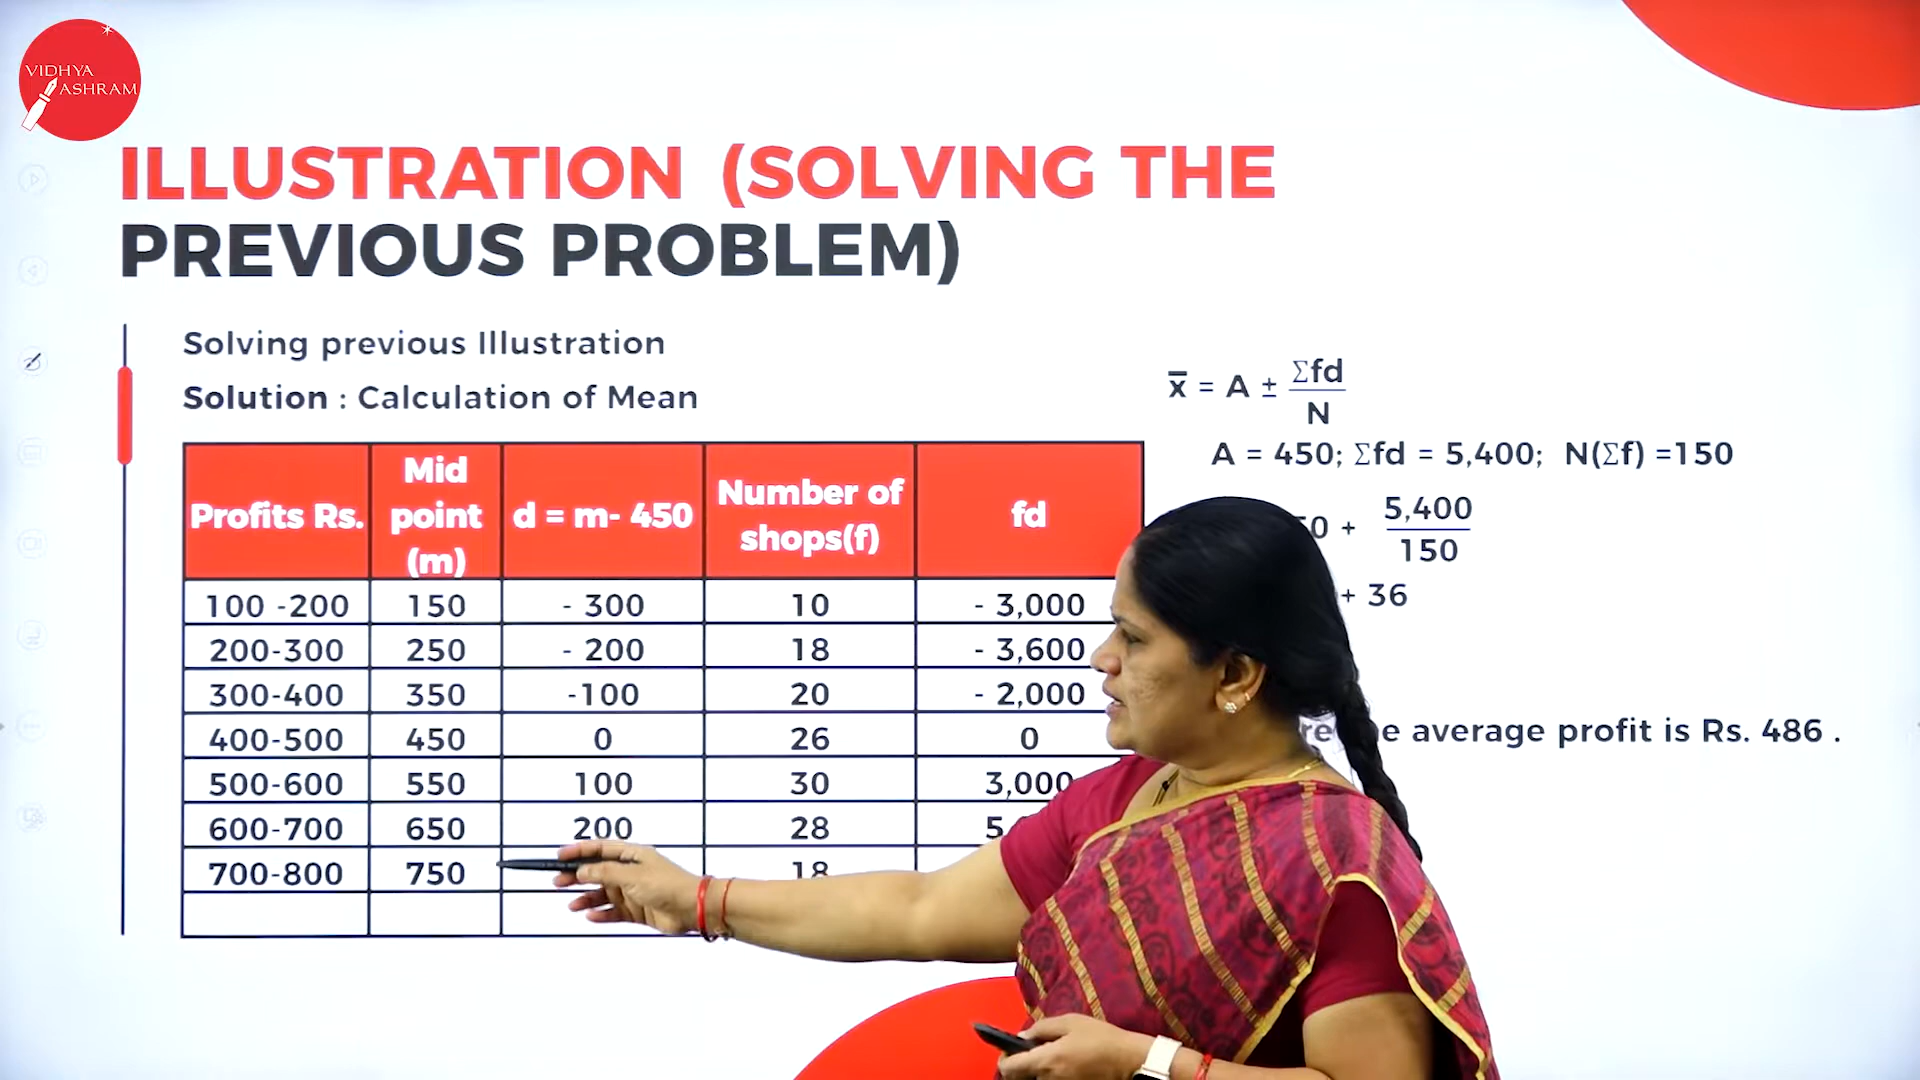 VIDHYA
ASHRAM
ILLUSTRATION (SOLVING THE
PREVIOUS PROBLEM)
Solving previous Illustration
Solution : Calculation of Mean
Profits Rs. Mid point (m) d = m- 450 Number of shops(f) fd
100 -200 150 - 300 10 - 3,000
200-300 250 - 200 18 - 3,600
300-400 350 -100 20 - 2,000
400-500 450 0 26 0
500-600 550 100 30 3,000
600-700 650 200 28
700-800 750 18
x̅ = A ± Σfd / N
A = 450; Σfd = 5,400; N(Σf) =150
+ 5,400 / 150
+ 36
average profit is Rs. 486 .